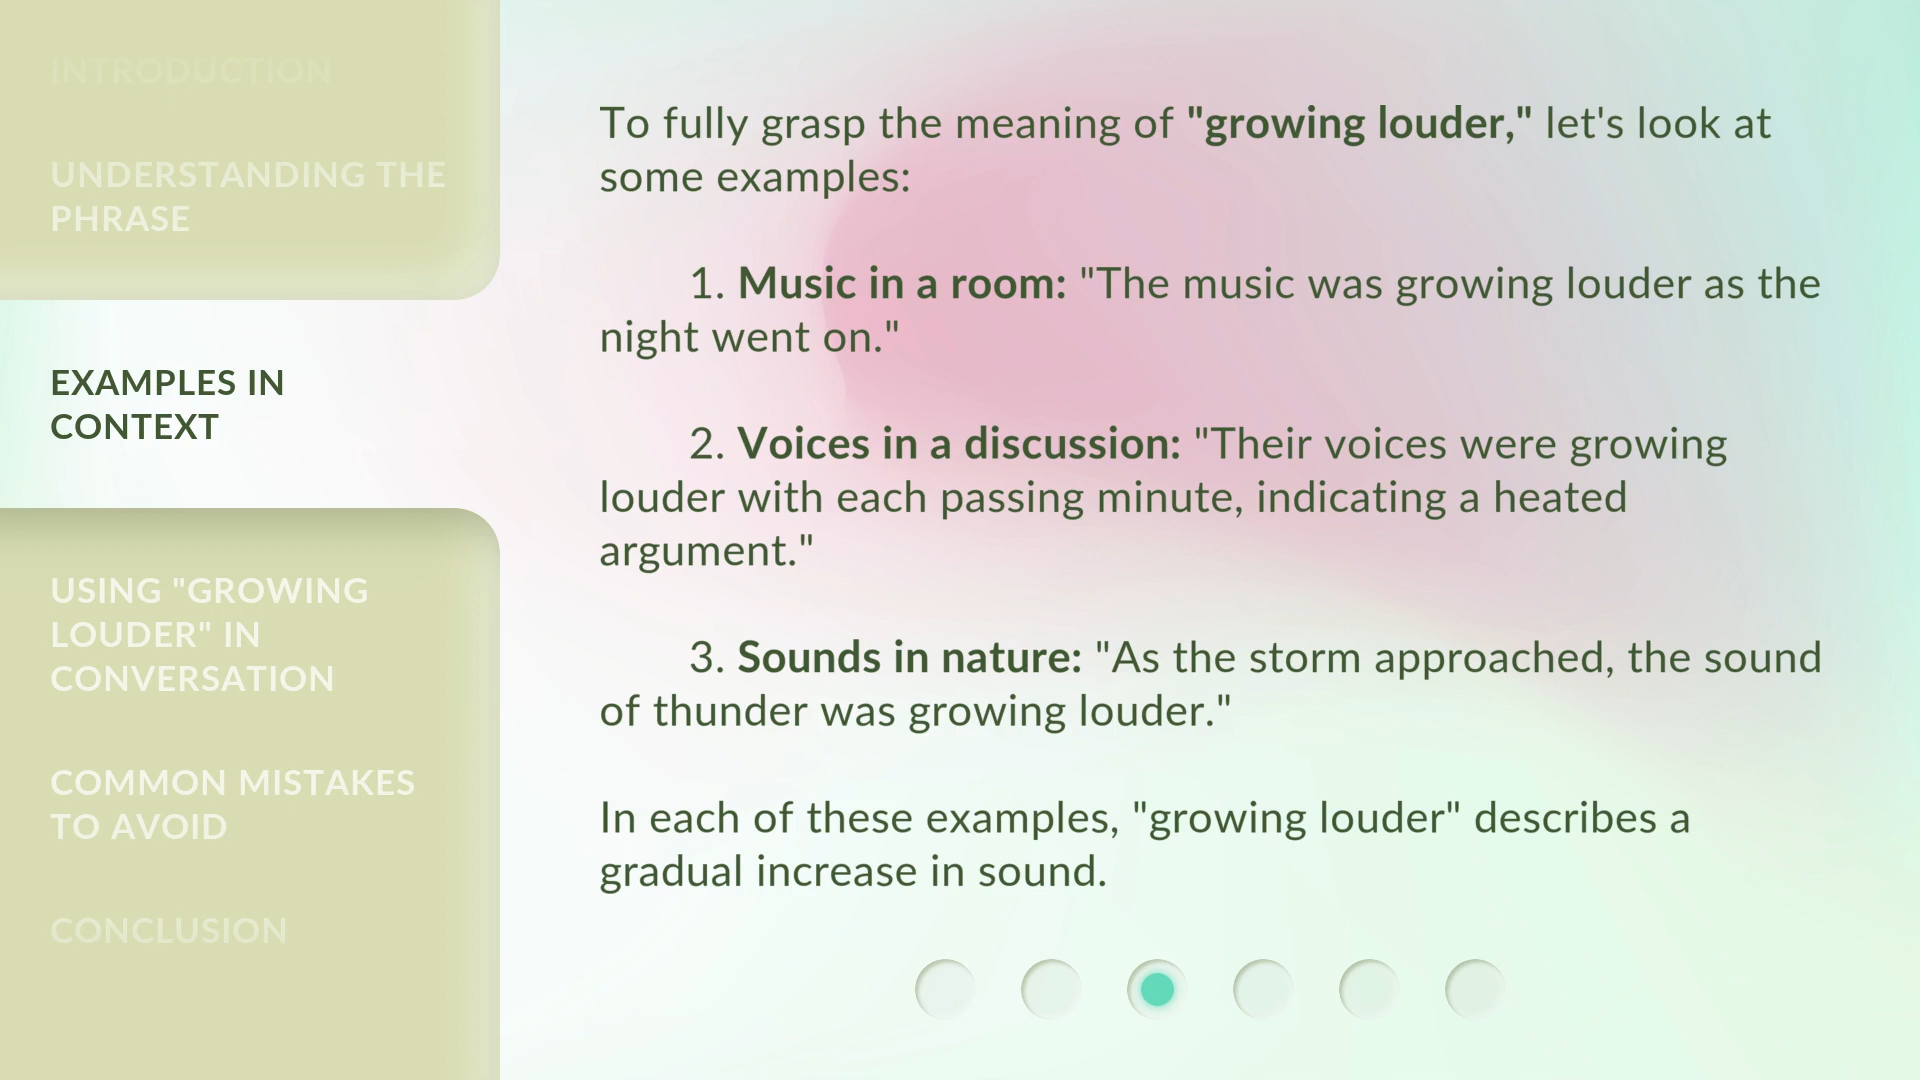 INTRODUCTION
UNDERSTANDING THE
PHRASE
EXAMPLES IN
CONTEXT
USING "GROWING
LOUDER" IN
CONVERSATION
COMMON MISTAKES
TO AVOID
CONCLUSION
To fully grasp the meaning of "growing louder," let's look at
some examples:
1. Music in a room: "The music was growing louder as the
night went on."
2. Voices in a discussion: "Their voices were growing
louder with each passing minute, indicating a heated
argument."
3. Sounds in nature: "As the storm approached, the sound
of thunder was growing louder."
In each of these examples, "growing louder" describes a
gradual increase in sound.